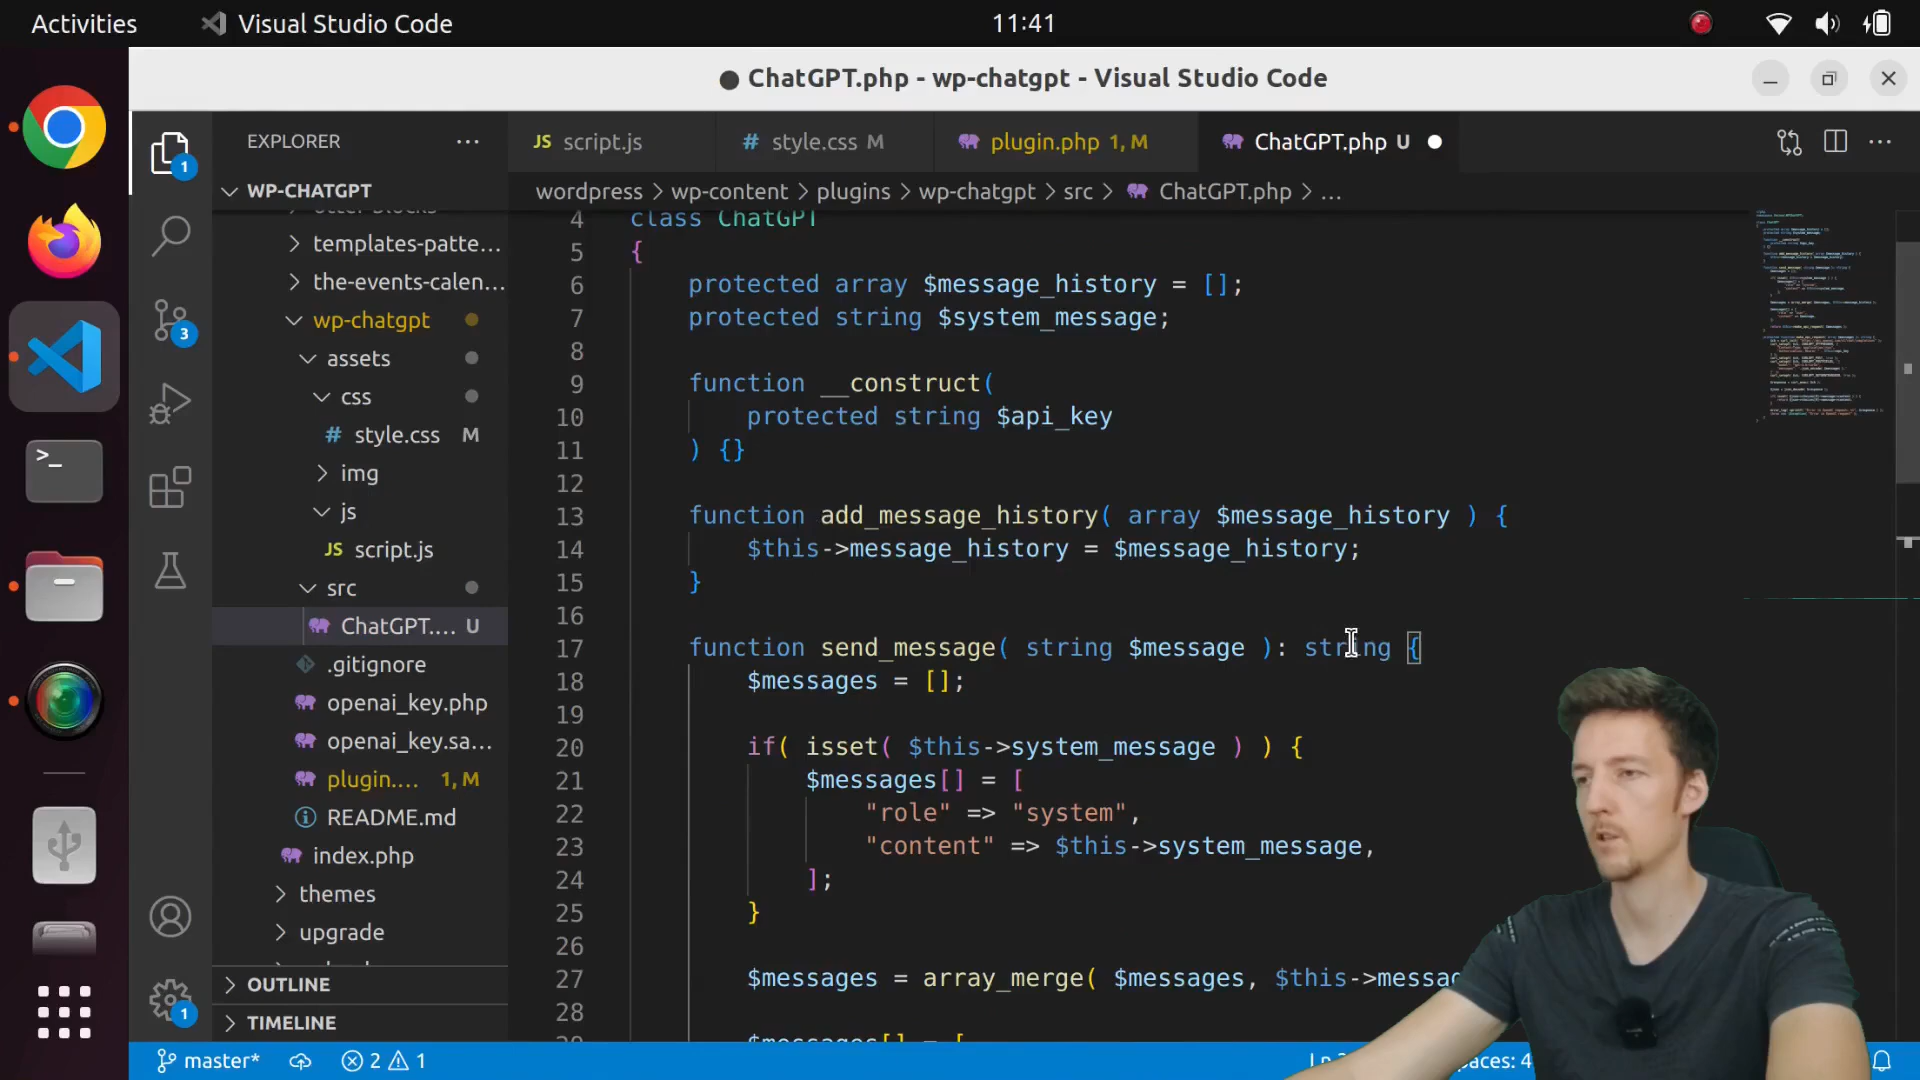 Activities
Visual Studio Code
11:41
ChatGPT.php - wp-chatgpt - Visual Studio Code
EXPLORER
JS script.js
# style.css M
plugin.php 1, M
ChatGPT.php U
WP-CHATGPT
wordpress > wp-content > plugins > wp-chatgpt > src > ChatGPT.php > ...
templates-patte...
the-events-calen...
wp-chatgpt
assets
css
# style.css M
img
js
JS script.js
src
ChatGPT.... U
.gitignore
openai_key.php
openai_key.sa...
plugin.... 1, M
README.md
index.php
themes
upgrade
OUTLINE
TIMELINE
1
3
1
4 class ChatGPT
5 {
6 protected array $message_history = [];
7 protected string $system_message;
8
9 function __construct(
10 protected string $api_key
11 ) {}
12
13 function add_message_history( array $message_history ) {
14 $this->message_history = $message_history;
15 }
16
17 function send_message( string $message ): string {
18 $messages = [];
19
20 if( isset( $this->system_message ) ) {
21 $messages[] = [
22 "role" => "system",
23 "content" => $this->system_message,
24 ];
25 }
26
27 $messages = array_merge( $messages, $this->messag
28
$messages[] = [
master*
2
1